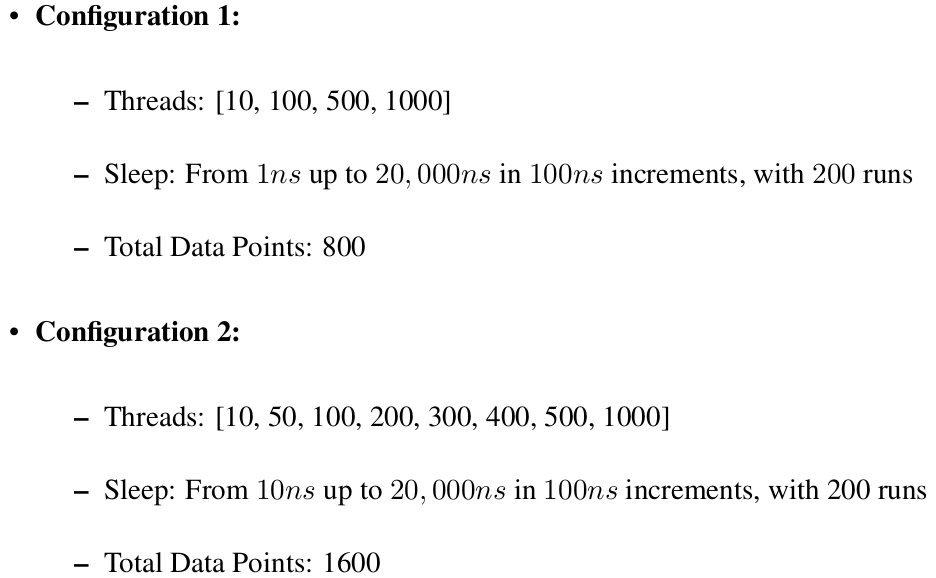 • Configuration 1:
– Threads: [10, 100, 500, 1000]
– Sleep: From 1ns up to 20, 000ns in 100ns increments, with 200 runs
– Total Data Points: 800
• Configuration 2:
– Threads: [10, 50, 100, 200, 300, 400, 500, 1000]
– Sleep: From 10ns up to 20, 000ns in 100ns increments, with 200 runs
– Total Data Points: 1600